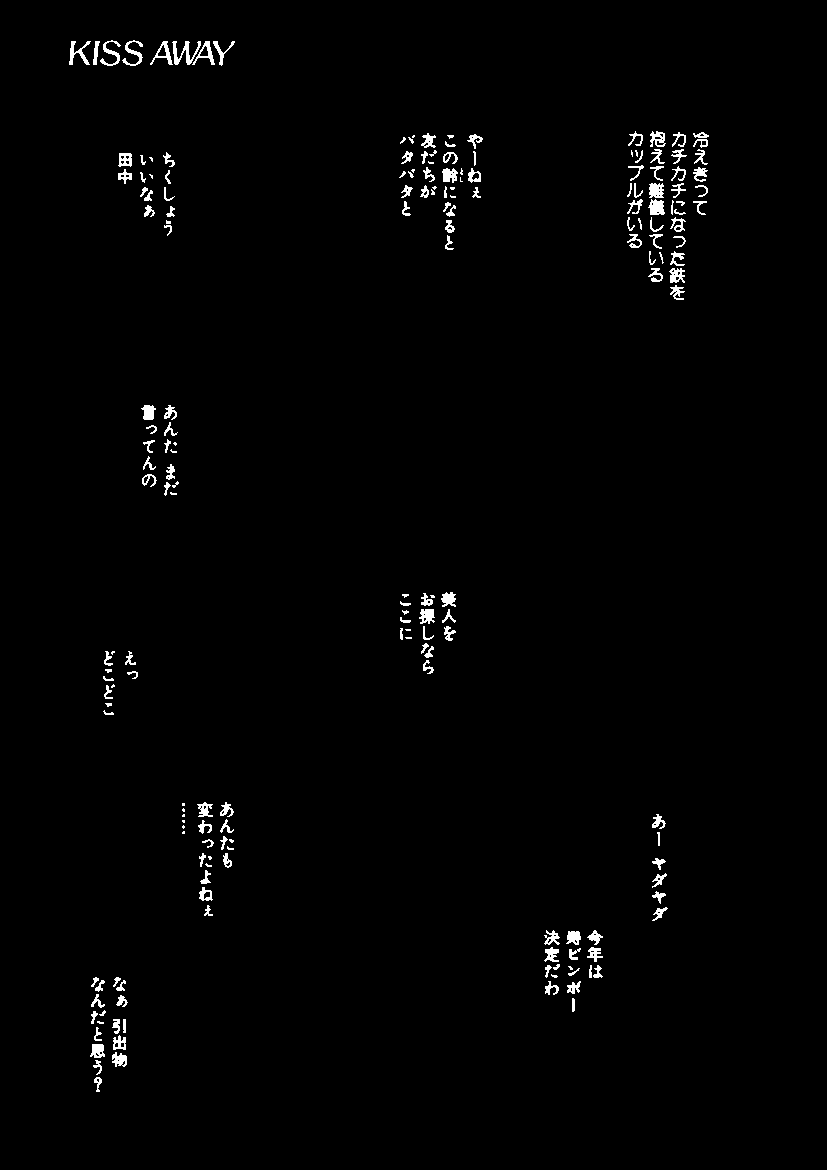 KISS AWAY
冷えきって
カチカチになった鉄を
抱えて難儀している
カップルがいる
やーねぇ
この齢になると
友だちが
バタバタと
ちくしょう
いいなぁ
田中
あんた まだ
言ってんの
美人を
お探しなら
ここに
えっ
どこどこ
あー ヤダヤダ
今年は
ビンボー
決定だわ
あんたも
変わったよねぇ
……
なぁ 引出物
なんだと思う?